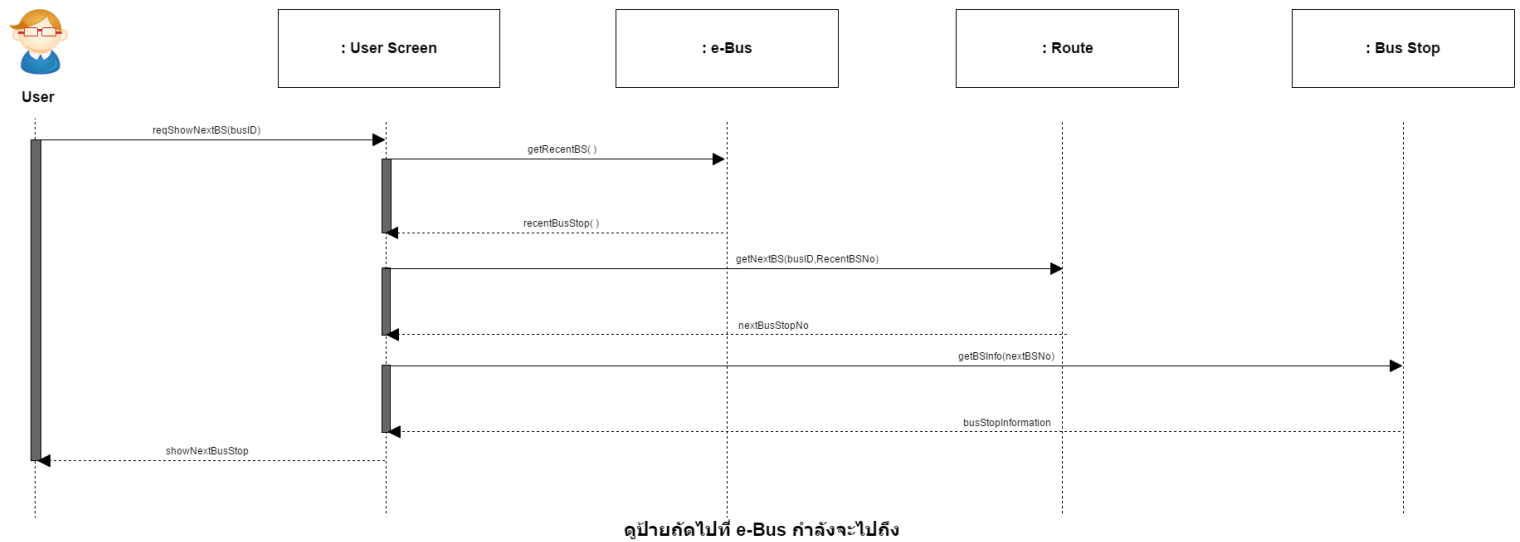 User
: User Screen
: e-Bus
: Route
: Bus Stop
reqShowNextBS(busID)
getRecentBS( )
recentBusStop( )
getNextBS(busID,RecentBSNo)
nextBusStopNo
getBSInfo(nextBSNo)
busStopInformation
showNextBusStop
ดูป้ายถัดไปที่ e-Bus กำลังจะไปถึง